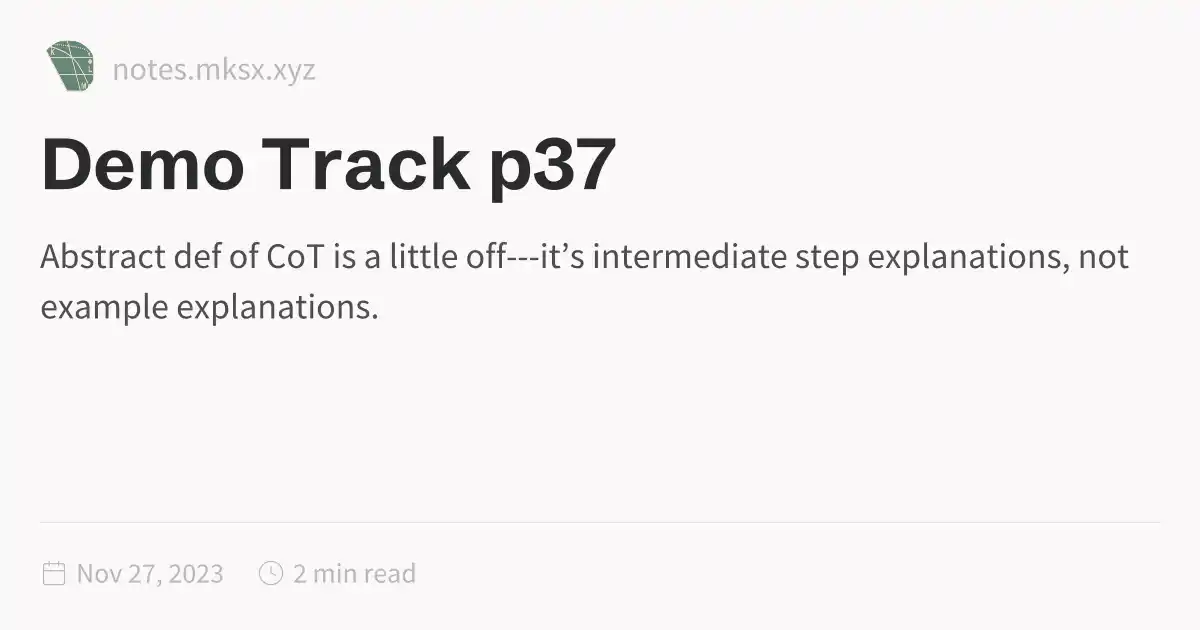 notes.mksx.xyz
Demo Track p37
Abstract def of CoT is a little off---it’s intermediate step explanations, not
example explanations.
Nov 27, 2023
2 min read